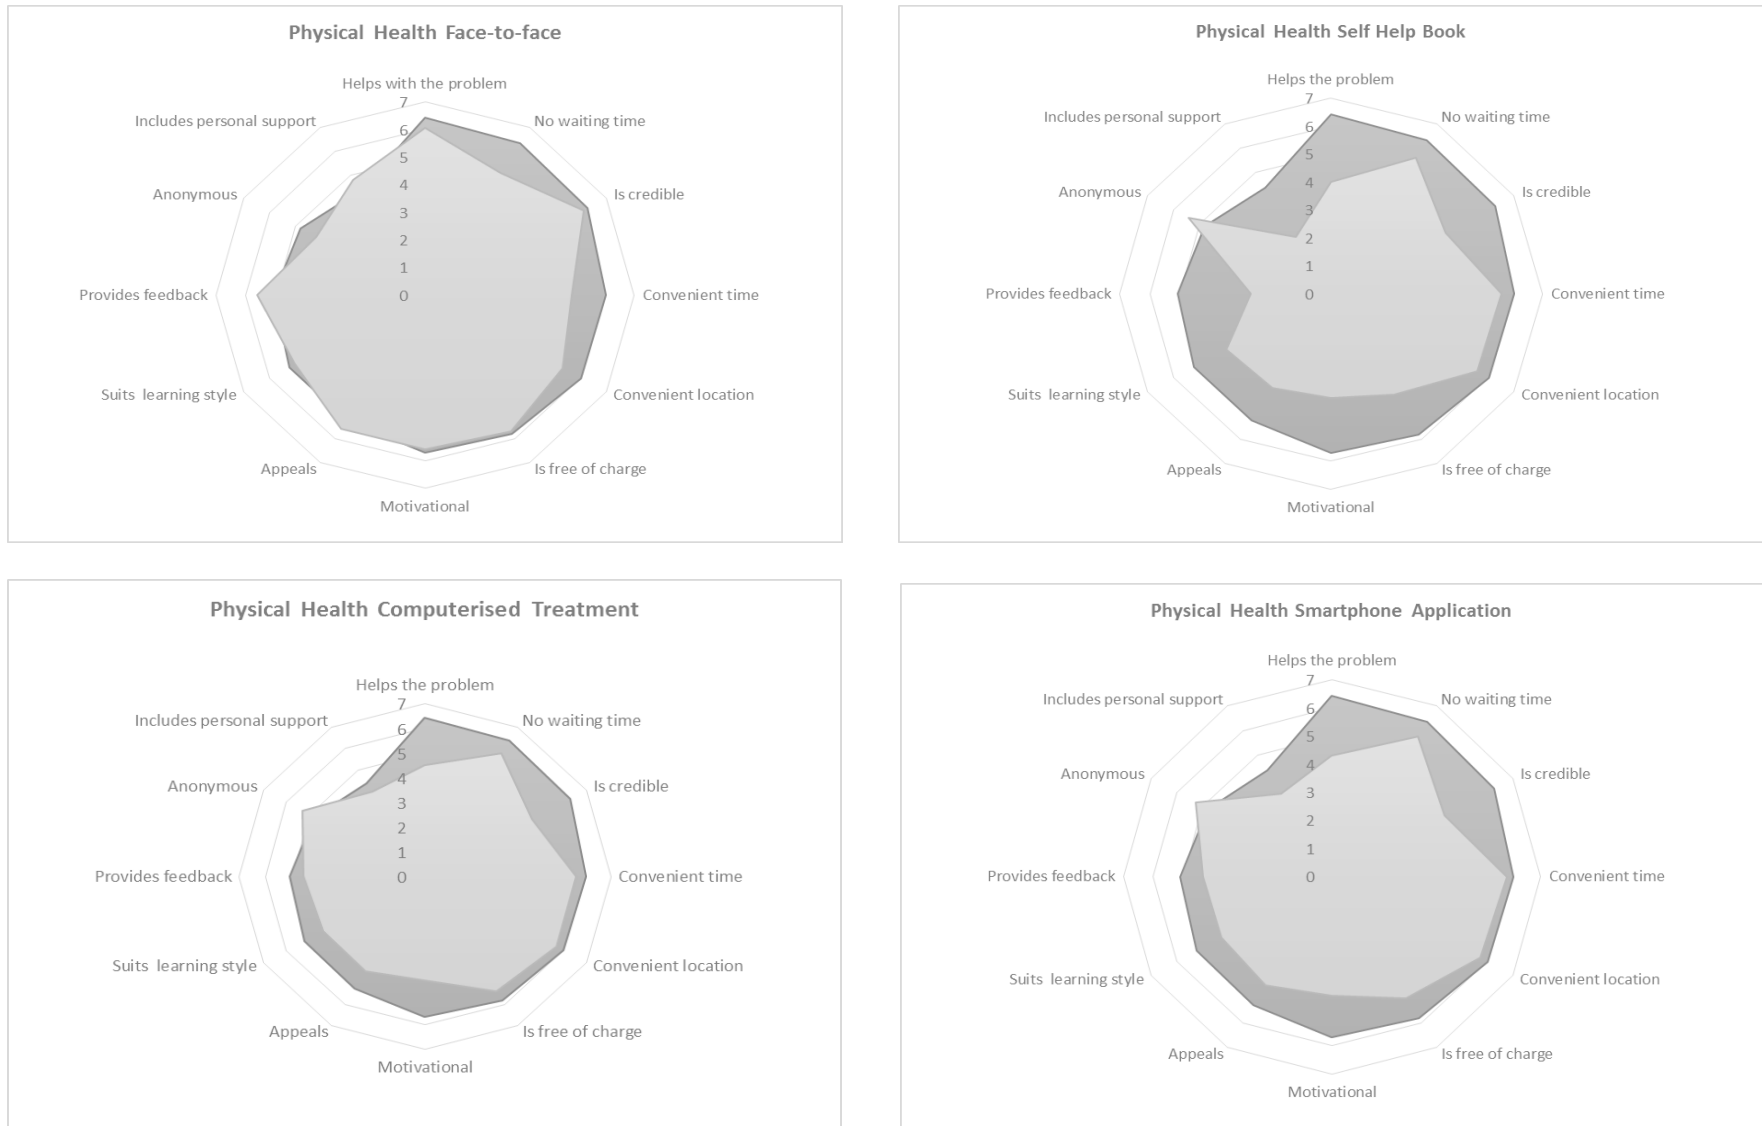 Physical Health Face-to-face
Helps with the problem
No waiting time
Is credible
Convenient time
Convenient location
Is free of charge
Motivational
Appeals
Suits learning style
Provides feedback
Anonymous
Includes personal support
7
6
5
4
3
2
1
0
Physical Health Self Help Book
Helps the problem
No waiting time
Is credible
Convenient time
Convenient location
Is free of charge
Motivational
Appeals
Suits learning style
Provides feedback
Anonymous
Includes personal support
7
6
5
4
3
2
1
0
Physical Health Computerised Treatment
Helps the problem
No waiting time
Is credible
Convenient time
Convenient location
Is free of charge
Motivational
Appeals
Suits learning style
Provides feedback
Anonymous
Includes personal support
7
6
5
4
3
2
1
0
Physical Health Smartphone Application
Helps the problem
No waiting time
Is credible
Convenient time
Convenient location
Is free of charge
Motivational
Appeals
Suits learning style
Provides feedback
Anonymous
Includes personal support
7
6
5
4
3
2
1
0